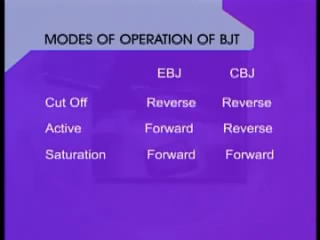 MODES OF OPERATION OF BJT
EBJ CBJ
Cut Off Reverse Reverse
Active Forward Reverse
Saturation Forward Forward